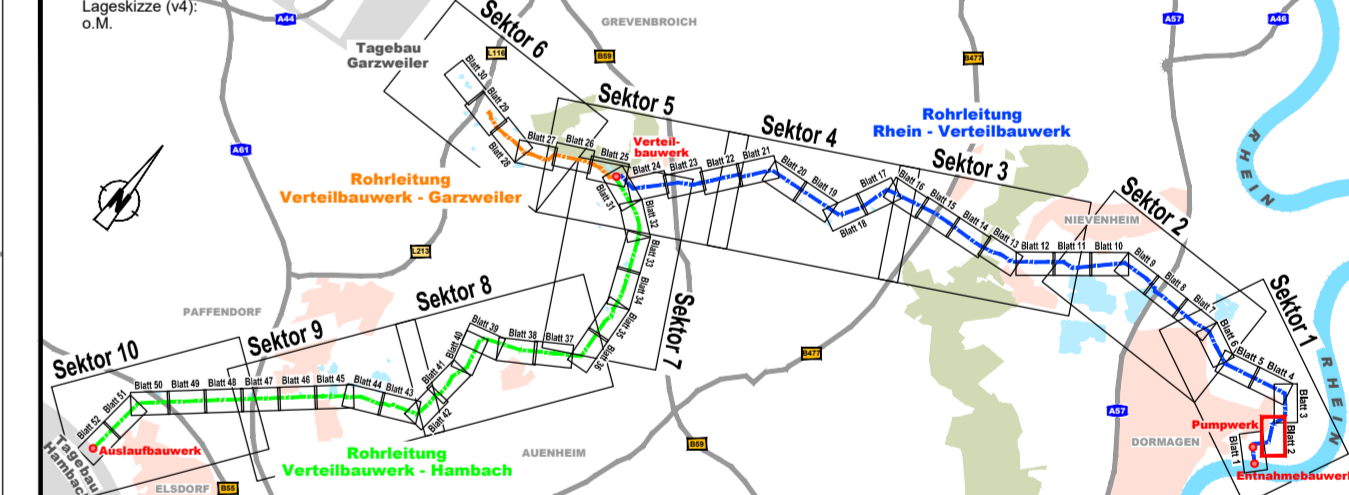 Lageskizze (v4):
o.M.
A44
Tagebau
Garzweiler
Sektor 6
L116
GREVENBROICH
B59
A57
A46
B477
Blatt 30
Blatt 29
Blatt 28
Blatt 27
Blatt 26
Blatt 25
Sektor 5
Verteil-
bauwerk
Sektor 4
Rohrleitung
Rhein - Verteilbauwerk
Sektor 3
RHEIN
A61
Rohrleitung
Verteilbauwerk - Garzweiler
Blatt 24
Blatt 23
Blatt 22
Blatt 21
Blatt 20
Blatt 19
Blatt 18
Blatt 17
Blatt 16
Blatt 15
Blatt 14
Blatt 13
Blatt 12
Blatt 11
Blatt 10
NIEVENHEIM
Sektor 2
Blatt 9
Blatt 8
Blatt 7
Blatt 6
Blatt 5
Blatt 4
Blatt 3
Sektor 1
RHEIN
N
L213
Blatt 31
Blatt 32
Blatt 33
Blatt 34
Blatt 35
Blatt 36
Sektor 7
PAFFENDORF
Sektor 8
Blatt 37
Blatt 38
Blatt 39
Blatt 40
Blatt 41
Blatt 42
Sektor 9
Blatt 43
Blatt 44
Blatt 45
Blatt 46
Blatt 47
Blatt 48
Blatt 49
Sektor 10
Blatt 50
Blatt 51
Blatt 52
Auslaufbauwerk
Tagebau
Hambach
ELSDORF
B55
Rohrleitung
Verteilbauwerk - Hambach
AUENHEIM
B59
B477
A57
DORMAGEN
Pumpwerk
Blatt 2
Blatt 1
Entnahmebauwerk